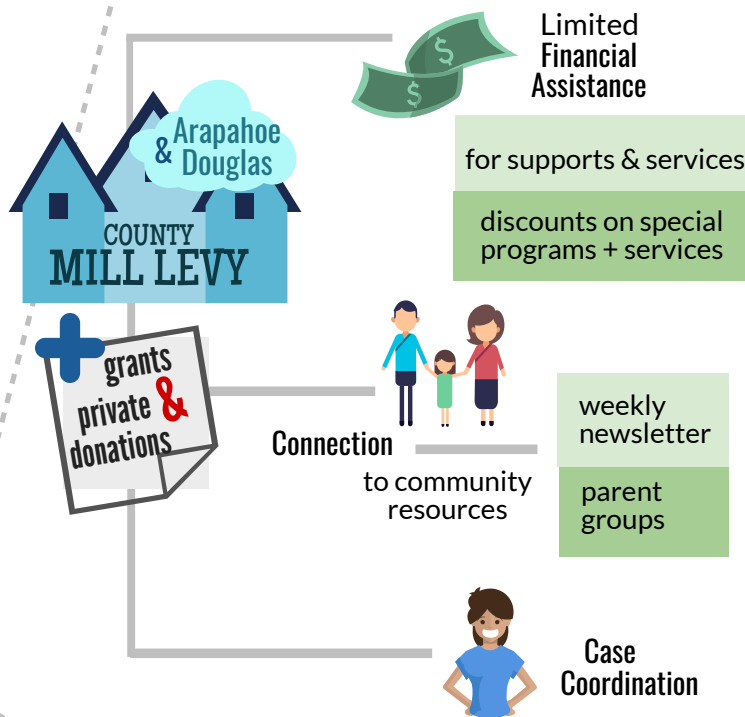 Limited
Financial
Assistance
for supports & services
discounts on special
programs + services
Arapahoe
& Douglas
COUNTY
MILL LEVY
grants
private &
donations
Connection
to community
resources
weekly
newsletter
parent
groups
Case
Coordination
$
$